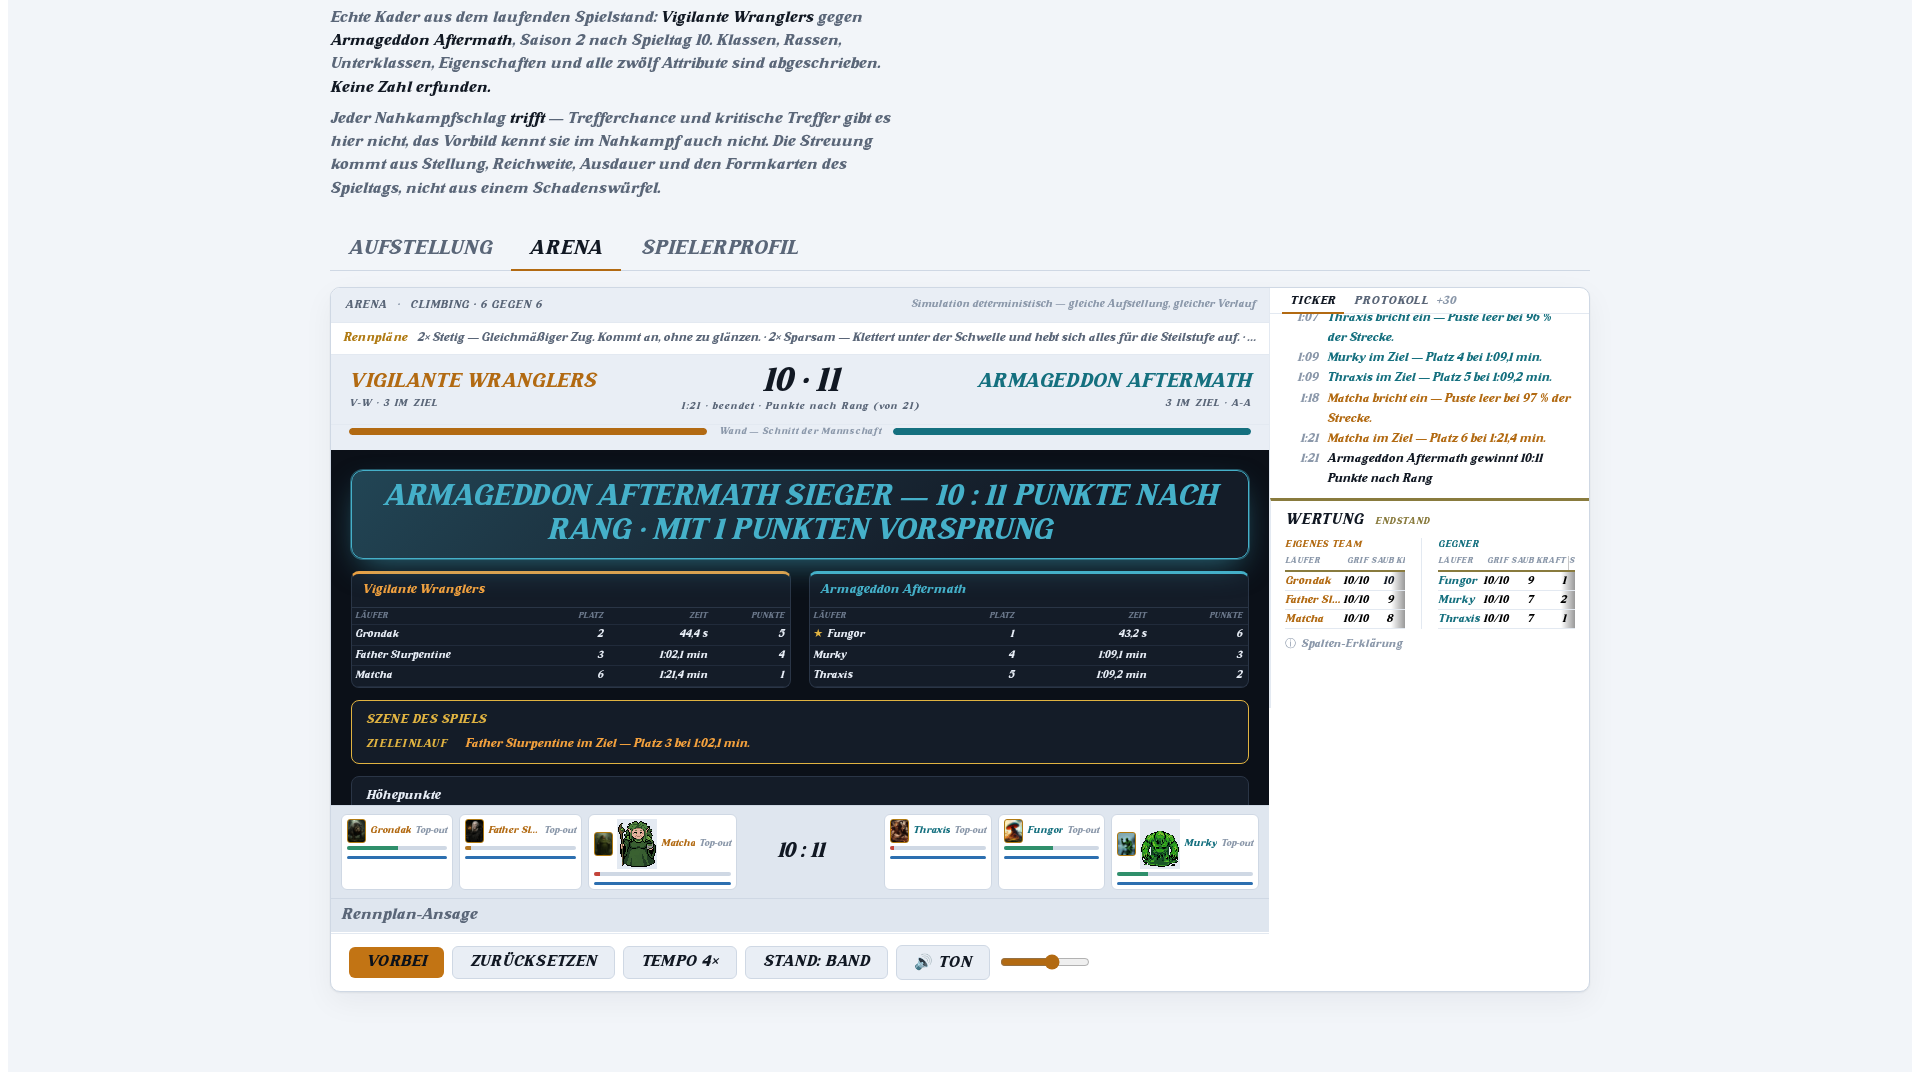 Echte Kader aus dem laufenden Spielstand: Vigilante Wranglers gegen
Armageddon Aftermath, Saison 2 nach Spieltag 10. Klassen, Rassen,
Unterklassen, Eigenschaften und alle zwölf Attribute sind abgeschrieben.
Keine Zahl erfunden.
Jeder Nahkampfschlag trifft — Trefferchance und kritische Treffer gibt es
hier nicht, das Vorbild kennt sie im Nahkampf auch nicht. Die Streuung
kommt aus Stellung, Reichweite, Ausdauer und den Formkarten des
Spieltags, nicht aus einem Schadenswürfel.
AUFSTELLUNG ARENA SPIELERPROFIL
ARENA · CLIMBING · 6 GEGEN 6 Simulation deterministisch — gleiche Aufstellung, gleicher Verlauf
Rennpläne 2× Stetig — Gleichmäßiger Zug. Kommt an, ohne zu glänzen. · 2× Sparsam — Klettert unter der Schwelle und hebt sich alles für die Steilstufe auf. · ...
VIGILANTE WRANGLERS 10 · 11 ARMAGEDDON AFTERMATH
V-W · 3 IM ZIEL 1:21 · beendet · Punkte nach Rang (von 21) 3 IM ZIEL · A-A
Wand — Schnitt der Mannschaft
ARMAGEDDON AFTERMATH SIEGER — 10 : 11 PUNKTE NACH
RANG · MIT 1 PUNKTEN VORSPRUNG
Vigilante Wranglers
LÄUFER PLATZ ZEIT PUNKTE
Grondak 2 44,4 s 5
Father Slurpentine 3 1:02,1 min 4
Matcha 6 1:21,4 min 1
Armageddon Aftermath
LÄUFER PLATZ ZEIT PUNKTE
★ Fungor 1 43,2 s 6
Murky 4 1:09,1 min 3
Thraxis 5 1:09,2 min 2
SZENE DES SPIELS
ZIELEINLAUF Father Slurpentine im Ziel — Platz 3 bei 1:02,1 min.
Höhepunkte
Grondak Top-out
Father Sl... Top-out
Matcha Top-out
10 : 11
Thraxis Top-out
Fungor Top-out
Murky Top-out
Rennplan-Ansage
VORBEI ZURÜCKSETZEN TEMPO 4× STAND: BAND 🔊 TON
TICKER PROTOKOLL +30
1:07 Thraxis bricht ein — Puste leer bei 96 %
der Strecke.
1:09 Murky im Ziel — Platz 4 bei 1:09,1 min.
1:09 Thraxis im Ziel — Platz 5 bei 1:09,2 min.
1:18 Matcha bricht ein — Puste leer bei 97 % der
Strecke.
1:21 Matcha im Ziel — Platz 6 bei 1:21,4 min.
1:21 Armageddon Aftermath gewinnt 10:11
Punkte nach Rang
WERTUNG ENDSTAND
EIGENES TEAM
LÄUFER GRIF SAUB KI
Grondak 10/10 10
Father Sl... 10/10 9
Matcha 10/10 8
GEGNER
LÄUFER GRIF SAUB KRAFT S
Fungor 10/10 9 1
Murky 10/10 7 2
Thraxis 10/10 7 1
ⓘ Spalten-Erklärung